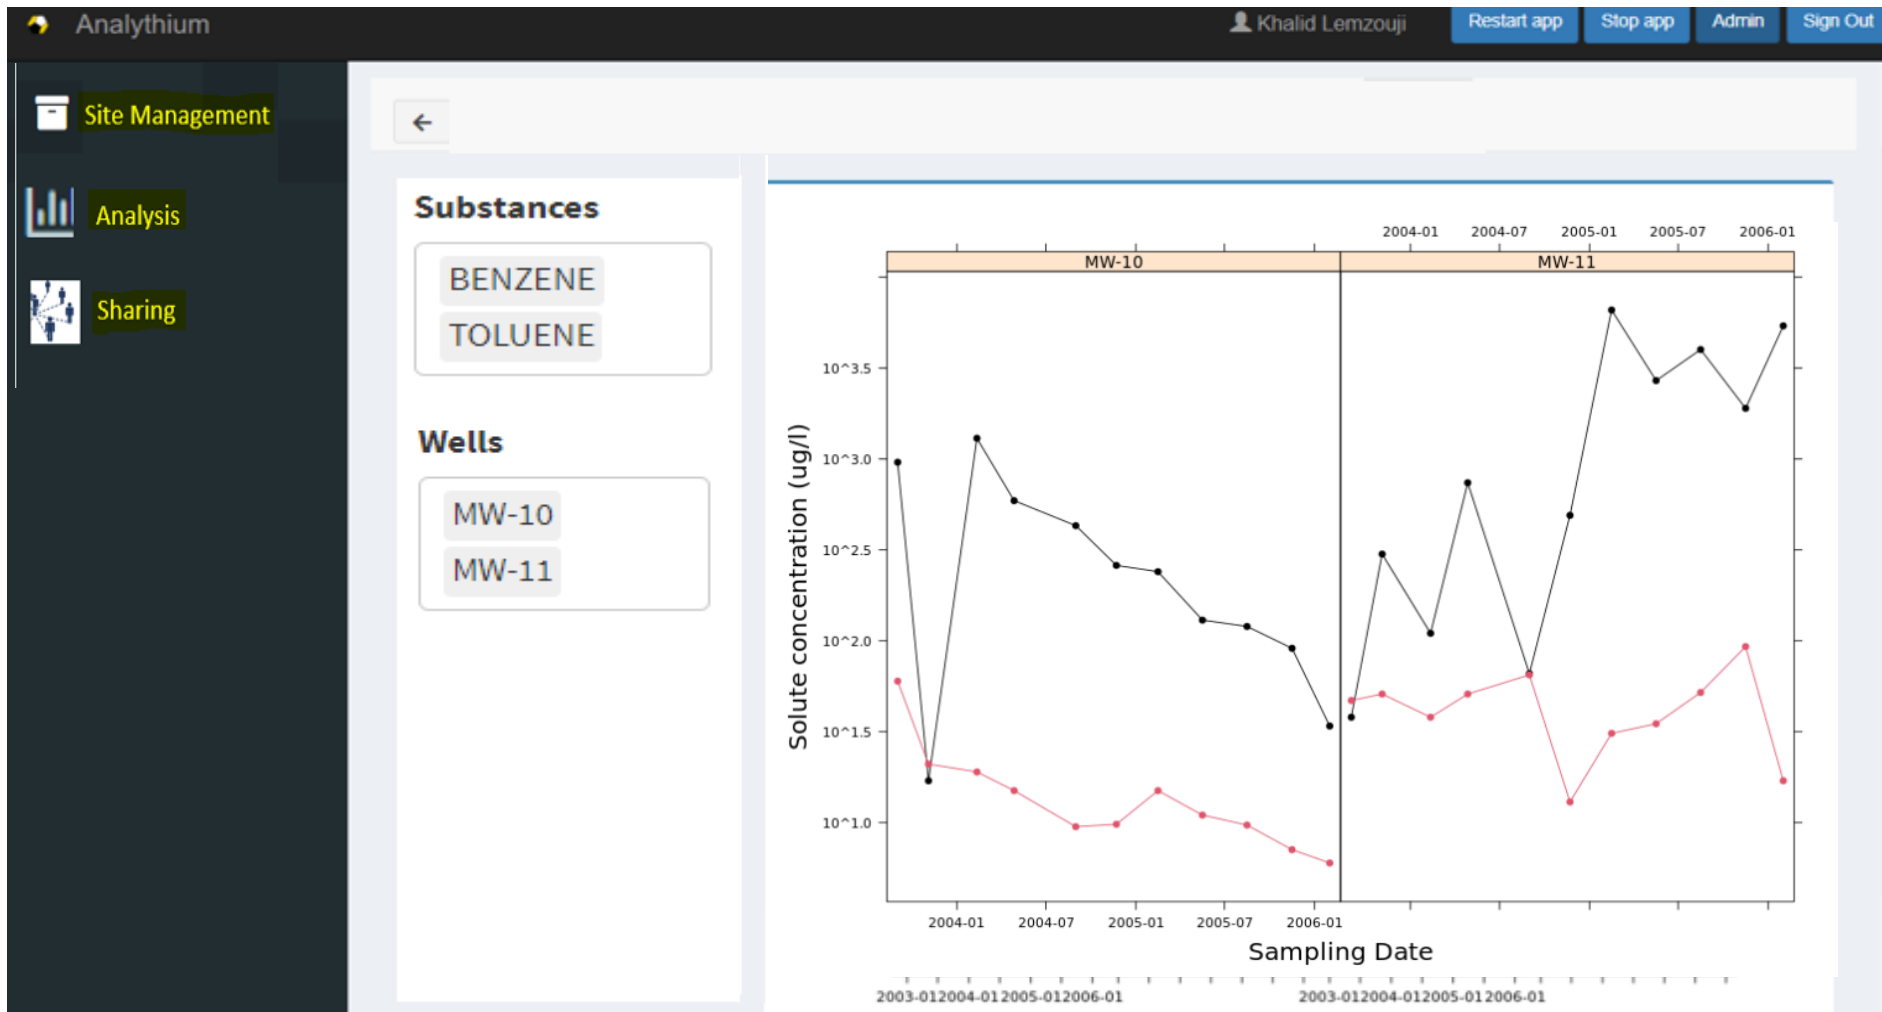 Analythium
Khalid Lemzouji
Restart app
Stop app
Admin
Sign Out
Site Management
Analysis
Sharing
Substances
BENZENE
TOLUENE
Wells
MW-10
MW-11
2004-01 2004-07 2005-01 2005-07 2006-01
MW-10 MW-11
Solute concentration (ug/l)
10^3.5
10^3.0
10^2.5
10^2.0
10^1.5
10^1.0
2004-01 2004-07 2005-01 2005-07 2006-01
Sampling Date
2003-012004-012005-012006-01 2003-012004-012005-012006-01